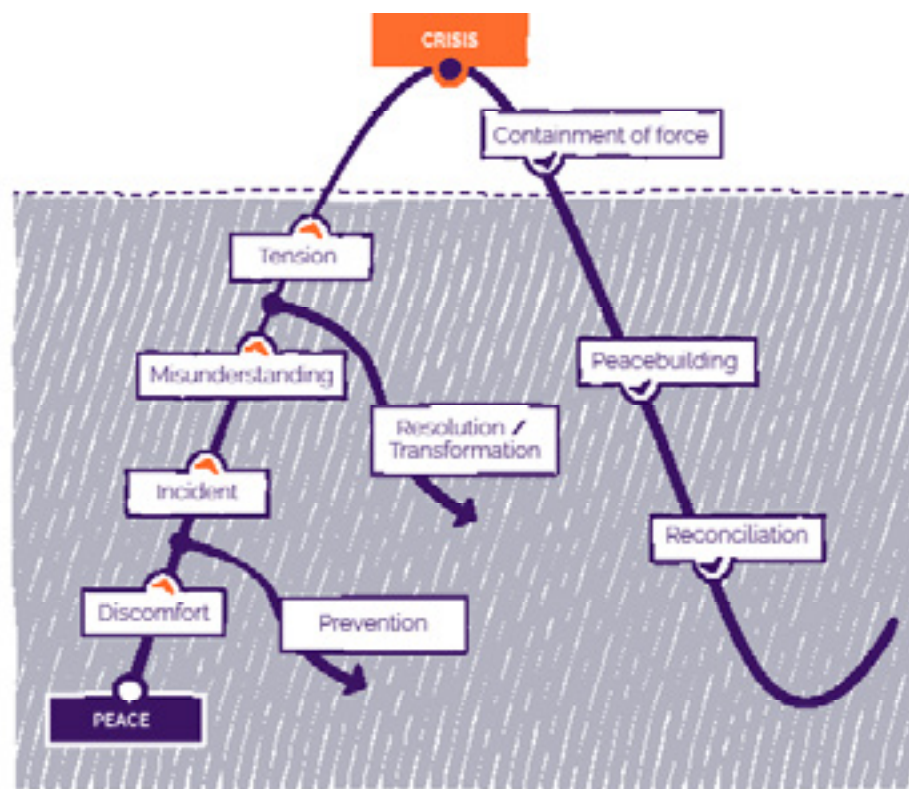 CRISIS
Containment of force
Tension
Misunderstanding
Peacebuilding
Resolution /
Transformation
Incident
Reconciliation
Discomfort
Prevention
PEACE